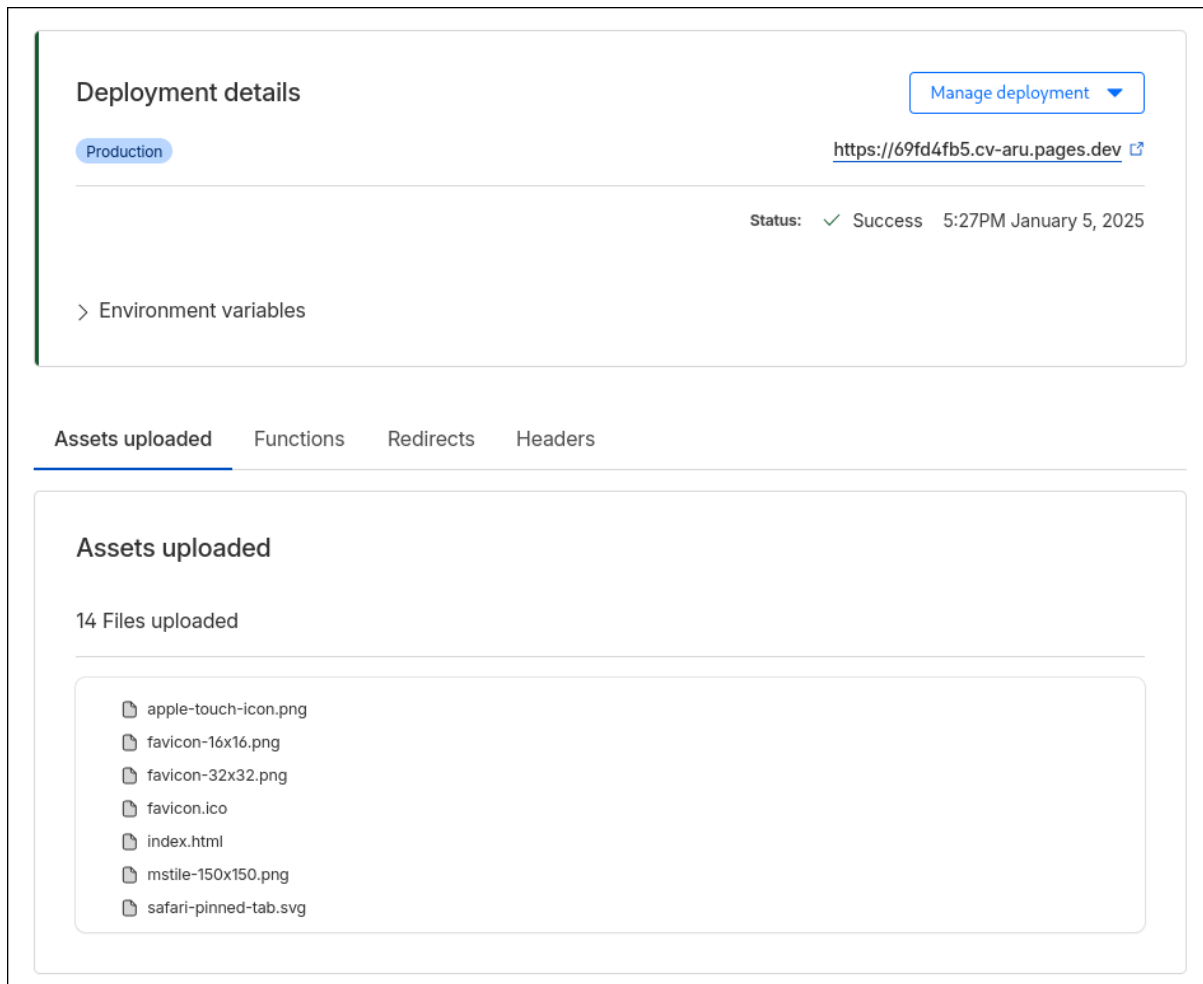 Deployment details
Manage deployment
Production
https://69fd4fb5.cv-aru.pages.dev
Status: Success 5:27PM January 5, 2025
Environment variables
Assets uploaded Functions Redirects Headers
Assets uploaded
14 Files uploaded
apple-touch-icon.png
favicon-16x16.png
favicon-32x32.png
favicon.ico
index.html
mstile-150x150.png
safari-pinned-tab.svg